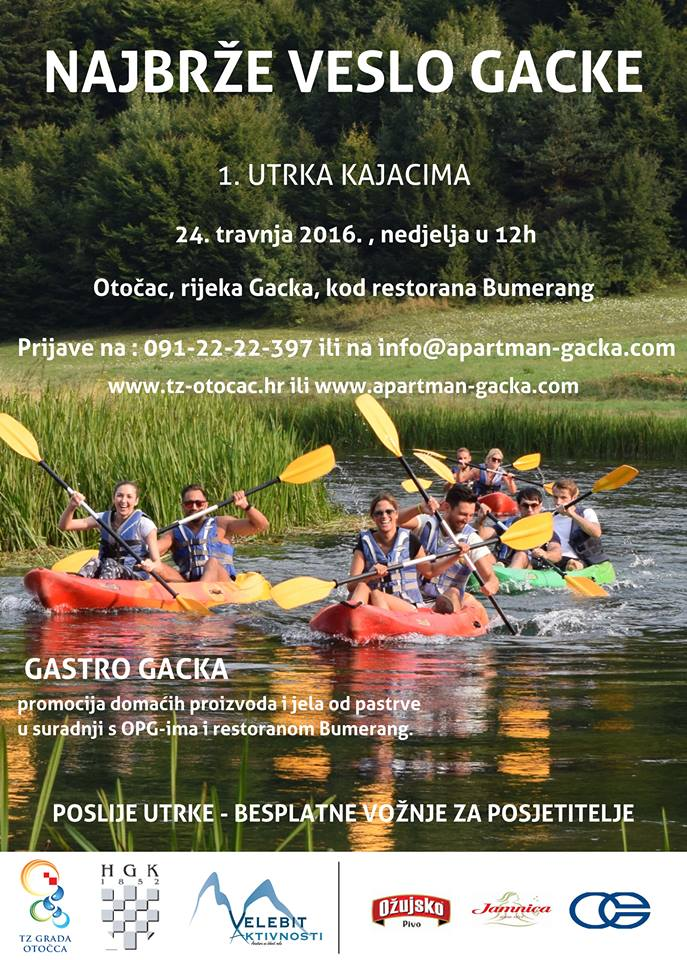 NAJBRŽE VESLO GACKE
1. UTRKA KAJACIMA
24. travnja 2016. , nedjelja u 12h
Otočac, rijeka Gacka, kod restorana Bumerang
Prijave na : 091-22-22-397 ili na info@apartman-gacka.com
www.tz-otocac.hr ili www.apartman-gacka.com
GASTRO GACKA
promocija domaćih proizvoda i jela od pastrve
u suradnji s OPG-ima i restoranom Bumerang.
POSLIJE UTRKE - BESPLATNE VOŽNJE ZA POSJETITELJE
TZ GRADA
OTOČCA
HGK
1852
VELEBIT
AKTIVNOSTI
Ožujsko
Pivo
Jamnica